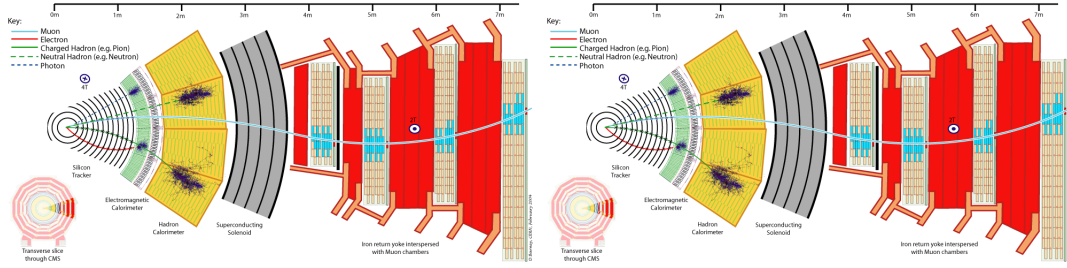 0m 1m 2m 3m 4m 5m 6m 7m
Key:
Muon
Electron
Charged Hadron (e.g. Pion)
Neutral Hadron (e.g. Neutron)
Photon
4T
2T
Silicon
Tracker
Electromagnetic
Calorimeter
Hadron
Calorimeter
Superconducting
Solenoid
Iron return yoke interspersed
with Muon chambers
Transverse slice
through CMS
D Barney, CERN, February 2004
0m 1m 2m 3m 4m 5m 6m 7m
Key:
Muon
Electron
Charged Hadron (e.g. Pion)
Neutral Hadron (e.g. Neutron)
Photon
4T
2T
Silicon
Tracker
Electromagnetic
Calorimeter
Hadron
Calorimeter
Superconducting
Solenoid
Iron return yoke interspersed
with Muon chambers
Transverse slice
through CMS